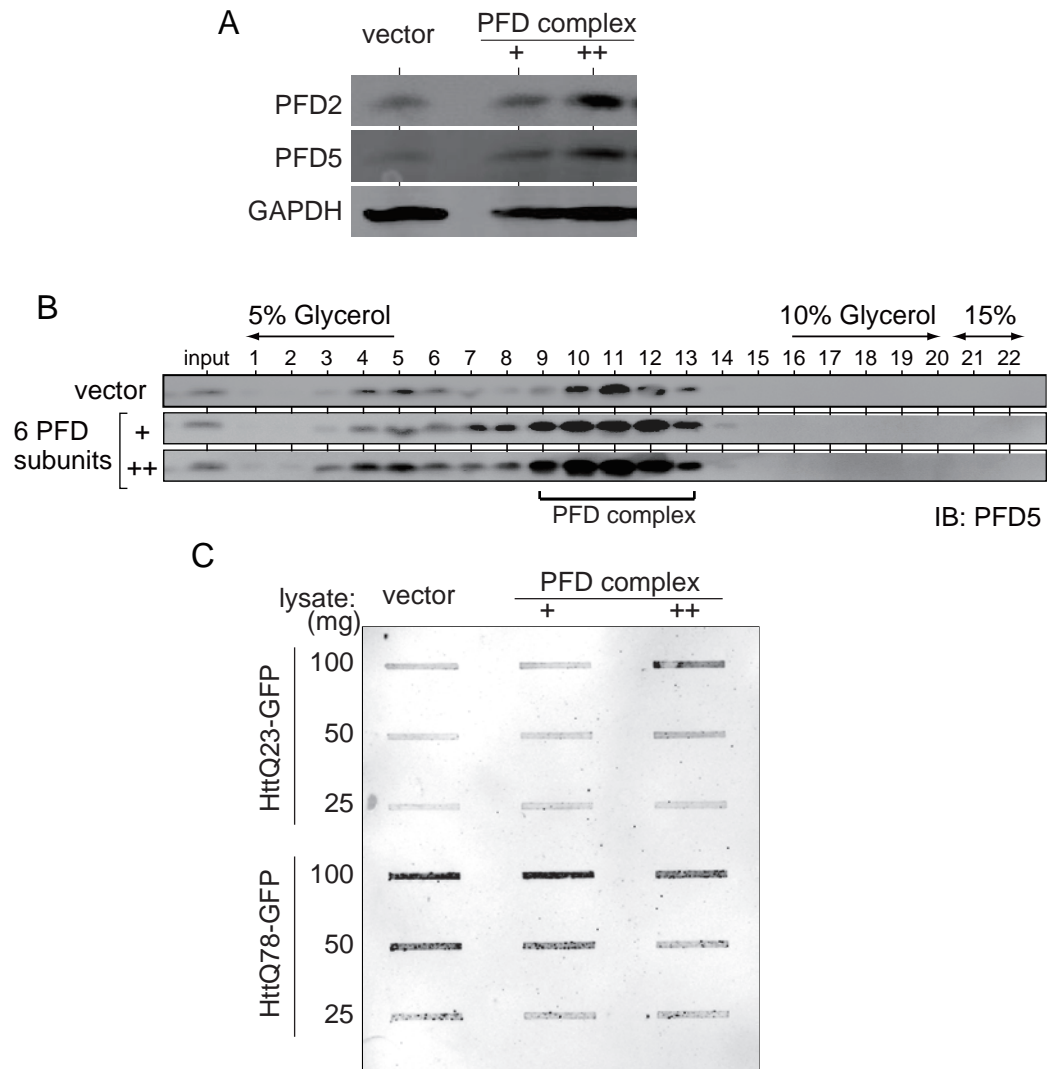 A
vector
PFD complex
+ ++
PFD2
PFD5
GAPDH
B
5% Glycerol
10% Glycerol
15%
input 1 2 3 4 5 6 7 8 9 10 11 12 13 14 15 16 17 18 19 20 21 22
vector
6 PFD
subunits
+
++
PFD complex
IB: PFD5
C
lysate:
(mg)
vector
PFD complex
+ ++
HttQ23-GFP
100
50
25
HttQ78-GFP
100
50
25